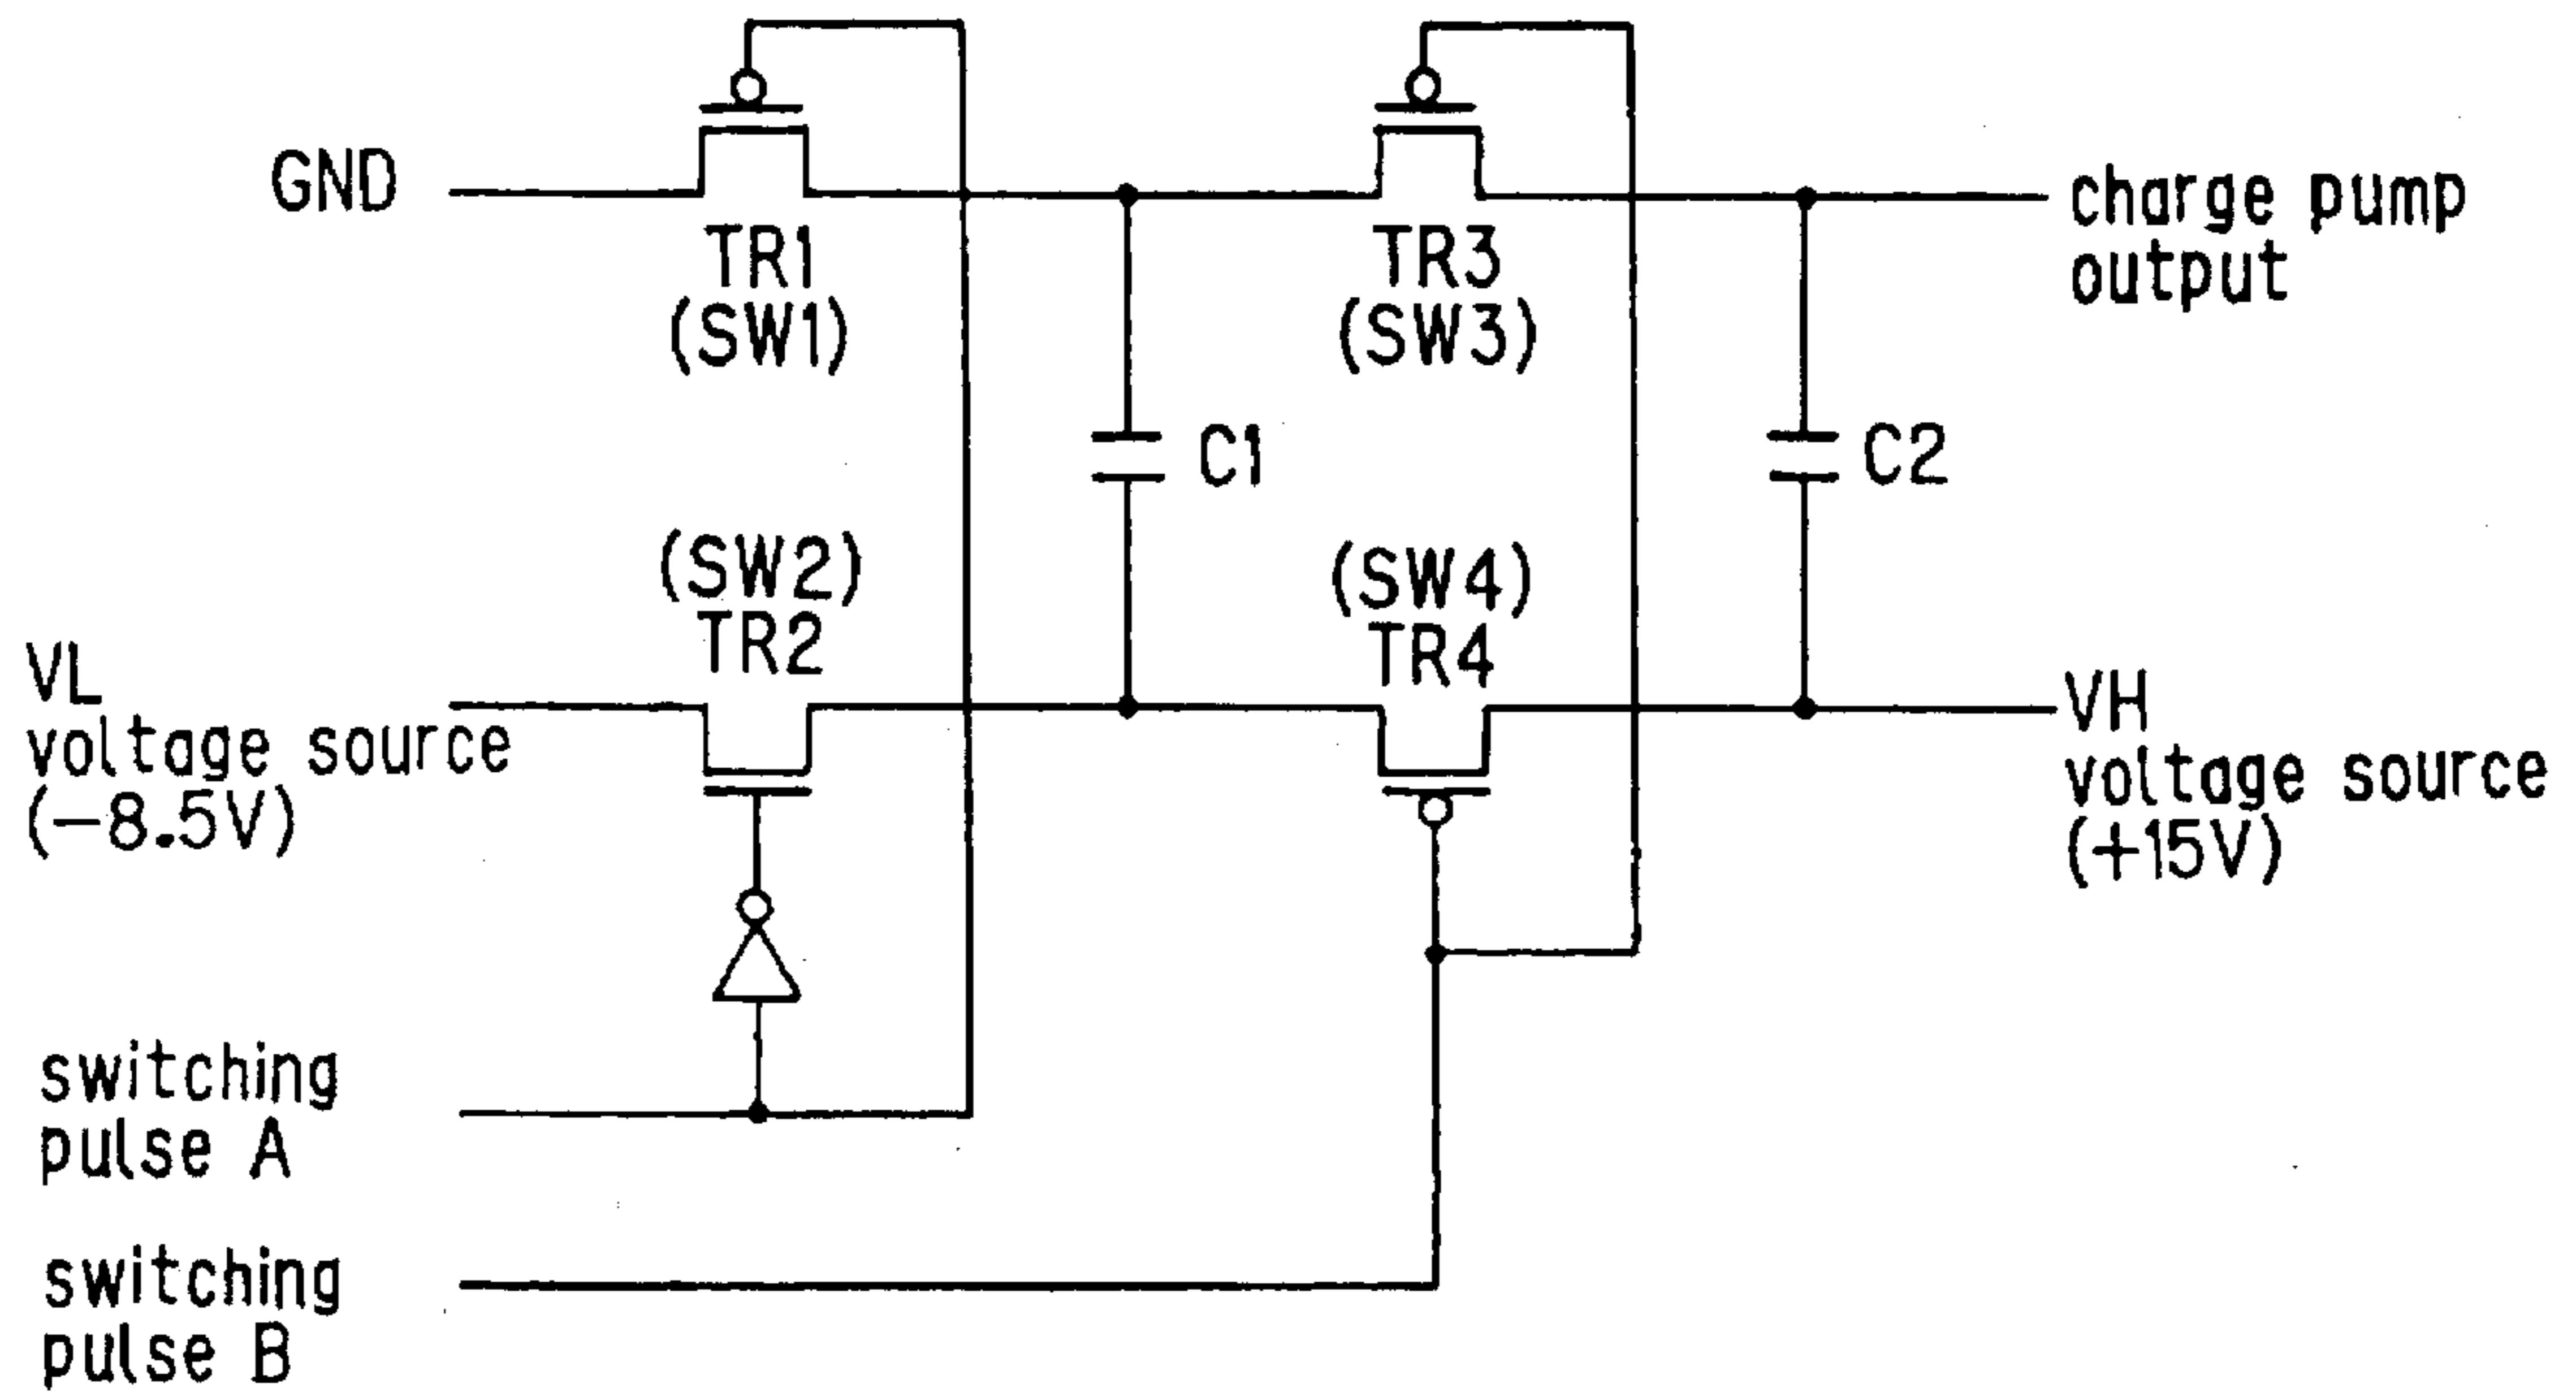 GND
TR1
(SW1)
TR3
(SW3)
charge pump
output
C1
C2
(SW2)
TR2
(SW4)
TR4
VL
voltage source
(-8.5V)
VH
voltage source
(+15V)
switching
pulse A
switching
pulse B